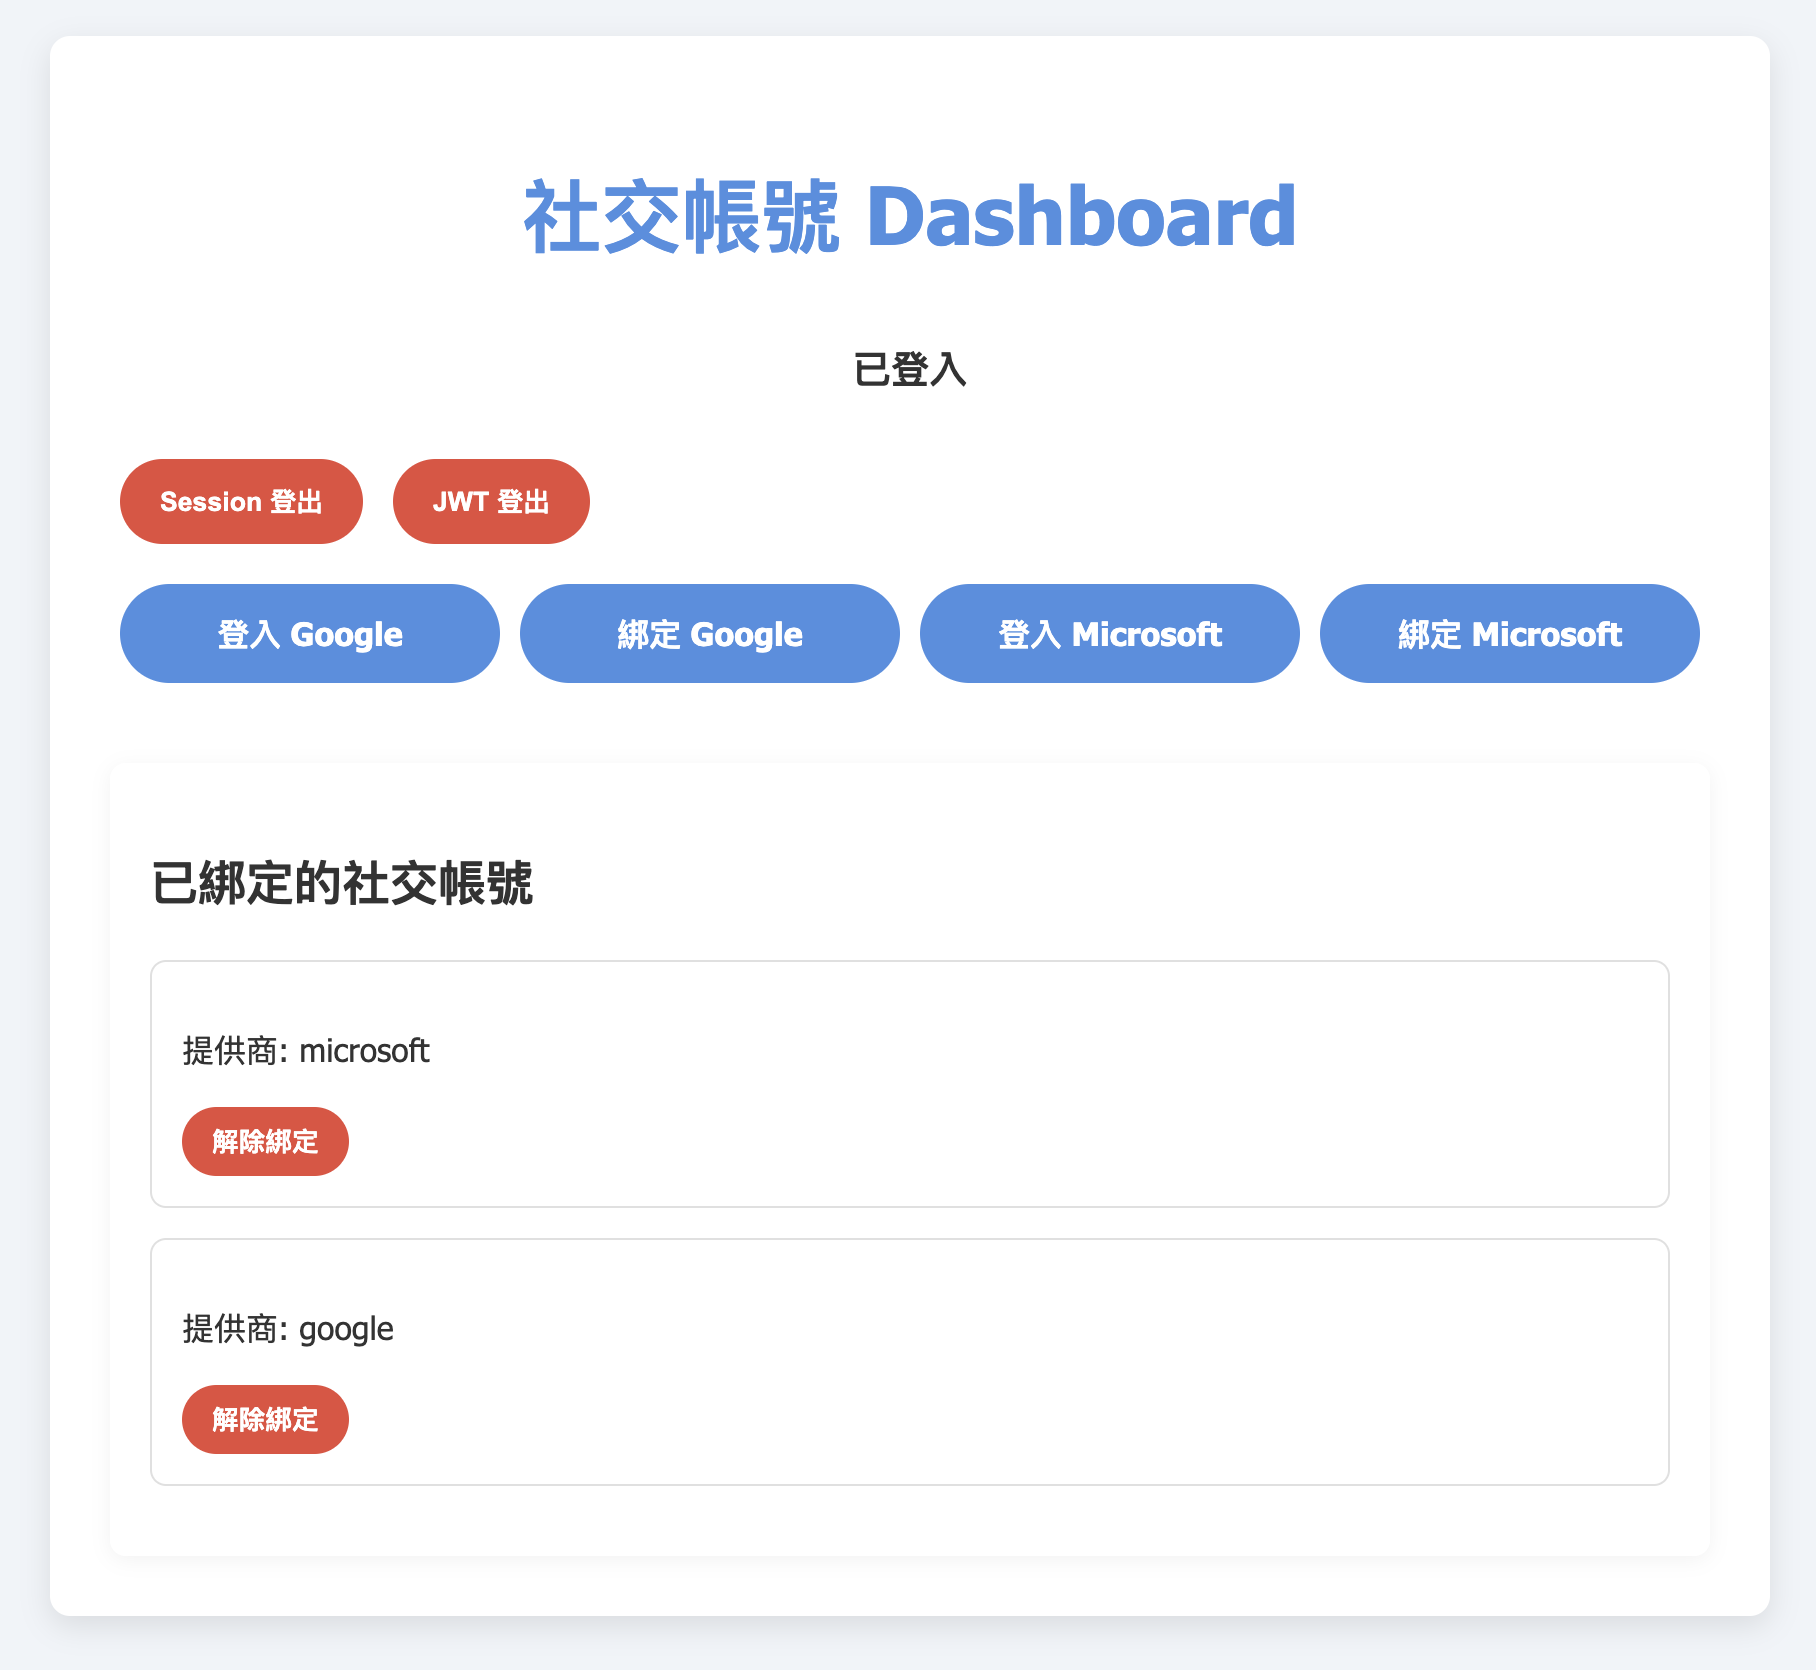 社交帳號 Dashboard
已登入
Session 登出
JWT 登出
登入 Google
綁定 Google
登入 Microsoft
綁定 Microsoft
已綁定的社交帳號
提供商: microsoft
解除綁定
提供商: google
解除綁定